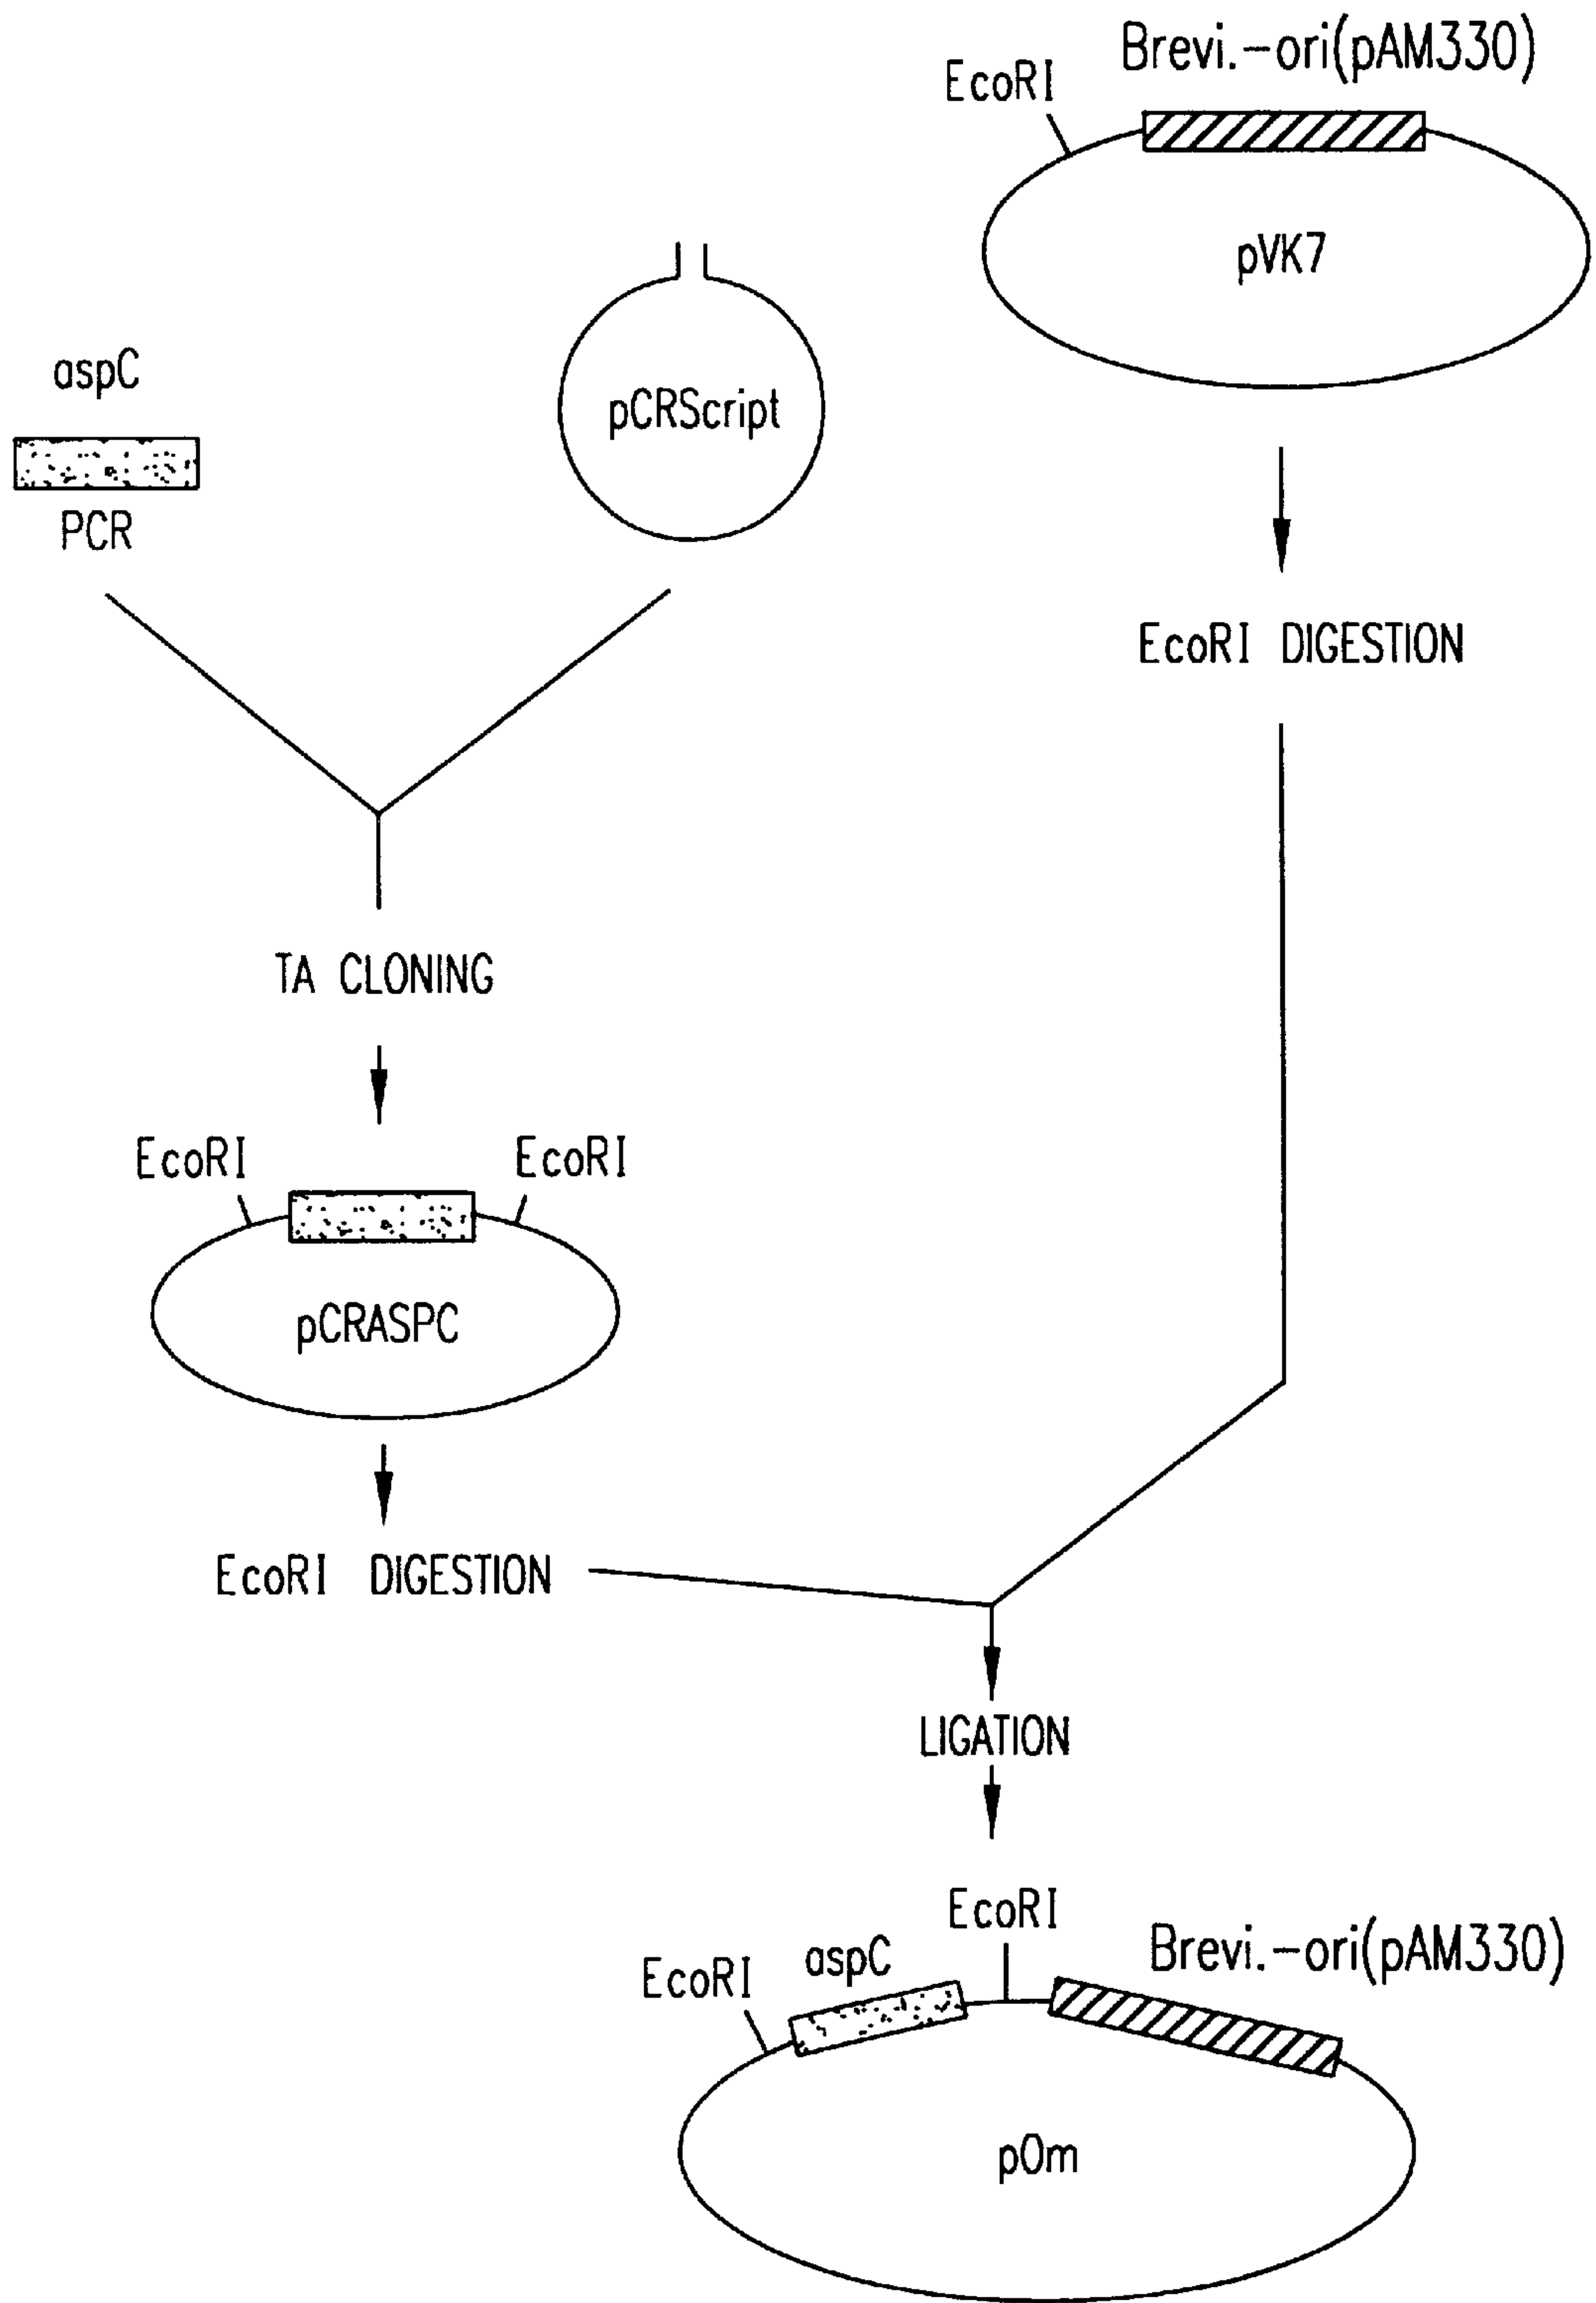 Brevi.-ori(pAM330)
EcoRI
pVK7
aspC
pCRScript
PCR
EcoRI DIGESTION
TA CLONING
EcoRI
EcoRI
pCRASPC
EcoRI DIGESTION
LIGATION
EcoRI
Brevi.-ori(pAM330)
aspC
EcoRI
pOm